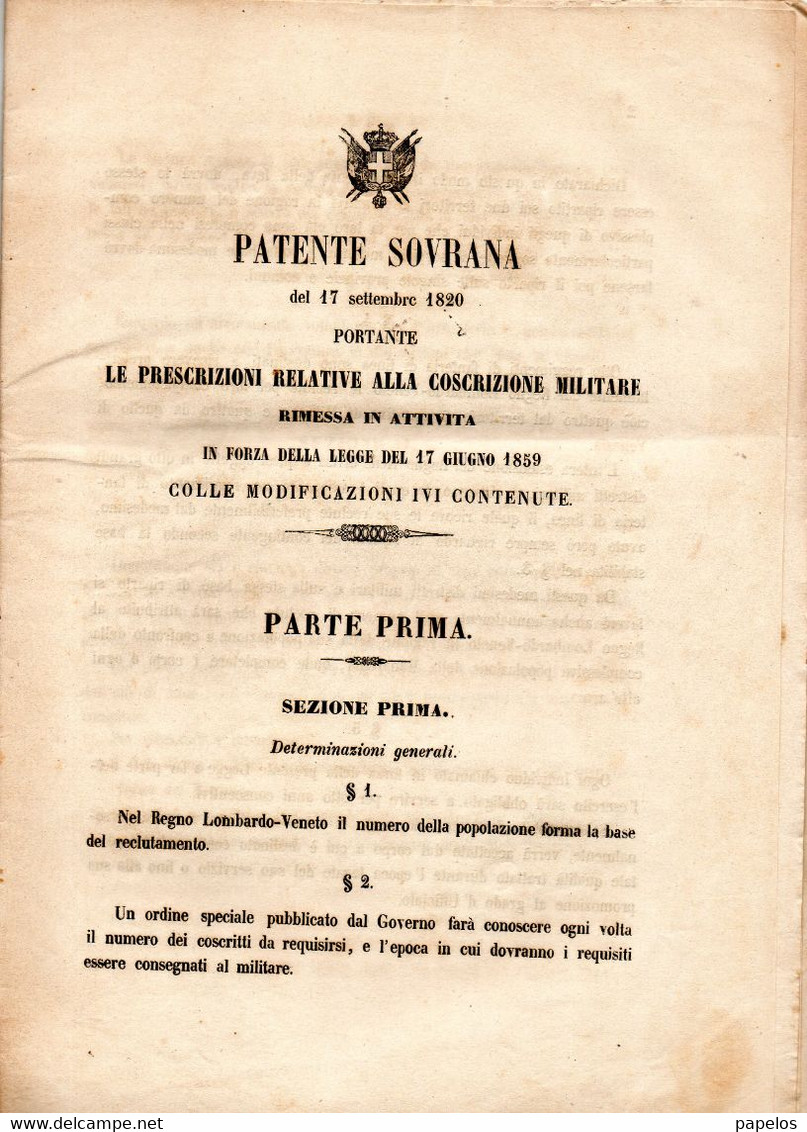 PATENTE SOVRANA
del 17 settembre 1820
PORTANTE
LE PRESCRIZIONI RELATIVE ALLA COSCRIZIONE MILITARE
RIMESSA IN ATTIVITA
IN FORZA DELLA LEGGE DEL 17 GIUGNO 1859
COLLE MODIFICAZIONI IVI CONTENUTE.
PARTE PRIMA.
SEZIONE PRIMA.
Determinazioni generali.
§ 1.
Nel Regno Lombardo-Veneto il numero della popolazione forma la base
del reclutamento.
§ 2.
Un ordine speciale pubblicato dal Governo farà conoscere ogni volta
il numero dei coscritti da requisirsi, e l'epoca in cui dovranno i requisiti
essere consegnati al militare.
www.delcampe.net
papelos